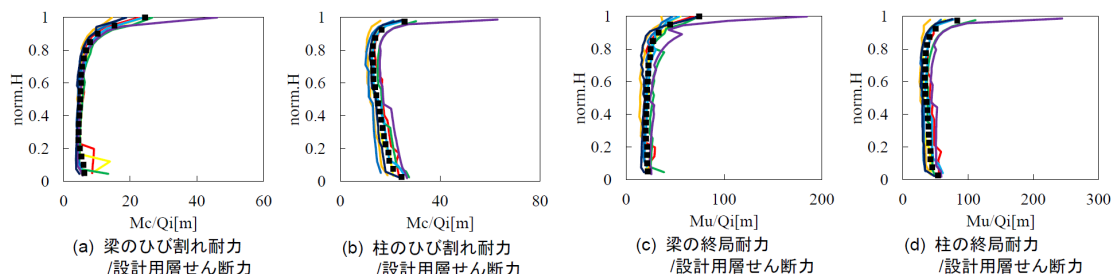 1
0.8
0.6
0.4
0.2
0
norm.H
0 20 40 60
Mc/Qi[m]
(a) 梁のひび割れ耐力
/設計用層せん断力
1
0.8
0.6
0.4
0.2
0
norm.H
0 40 80
Mc/Qi[m]
(b) 柱のひび割れ耐力
/設計用層せん断力
1
0.8
0.6
0.4
0.2
0
norm.H
0 100 200
Mu/Qi[m]
(c) 梁の終局耐力
/設計用層せん断力
1
0.8
0.6
0.4
0.2
0
norm.H
0 100 200 300
Mu/Qi[m]
(d) 柱の終局耐力
/設計用層せん断力